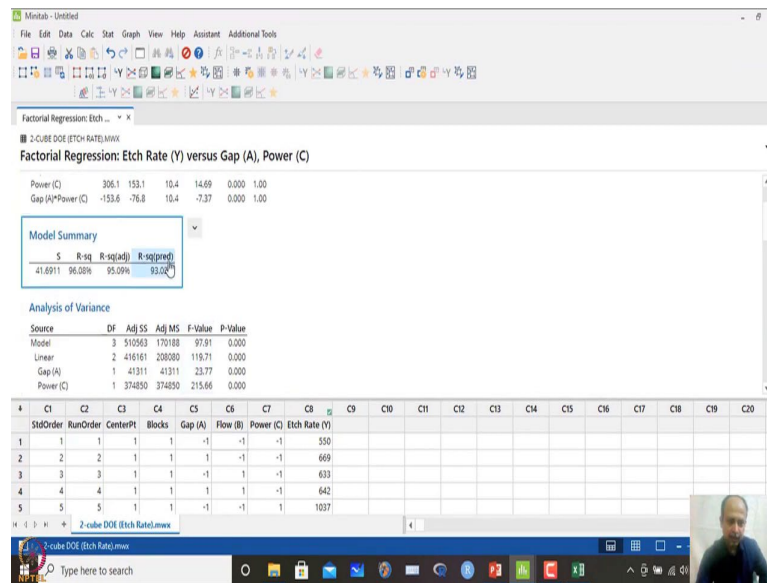 Minitab - Untitled
File Edit Data Calc Stat Graph View Help Assistant Additional Tools
Factorial Regression: Etch ...
2-CUBE DOE (ETCH RATE).MWX
Factorial Regression: Etch Rate (Y) versus Gap (A), Power (C)
Power (C) 306.1 153.1 10.4 14.69 0.000 1.00
Gap (A)*Power (C) -153.6 -76.8 10.4 -7.37 0.000 1.00
Model Summary
S R-sq R-sq(adj) R-sq(pred)
41.6911 96.08% 95.09%
Analysis of Variance
Source DF Adj SS Adj MS F-Value P-Value
Model 3 510563 170188 97.91 0.000
Linear 2 416161 208080 119.71 0.000
Gap (A) 1 41311 41311 23.77 0.000
Power (C) 1 374850 374850 215.66 0.000
C1 C2 C3 C4 C5 C6 C7 C8 C9 C10 C11 C12 C13 C14 C15 C16 C17 C18 C19 C20
StdOrder RunOrder CenterPt Blocks Gap (A) Flow (B) Power (C) Etch Rate (Y)
1 1 1 1 1 -1 -1 -1 550
2 2 2 1 1 1 -1 -1 669
3 3 3 1 1 -1 1 -1 633
4 4 4 1 1 1 1 -1 642
5 5 5 1 1 -1 -1 1 1037
2-cube DOE (Etch Rate).mwx
2-cube DOE (Etch Rate).mwx
Type here to search
NPTEL